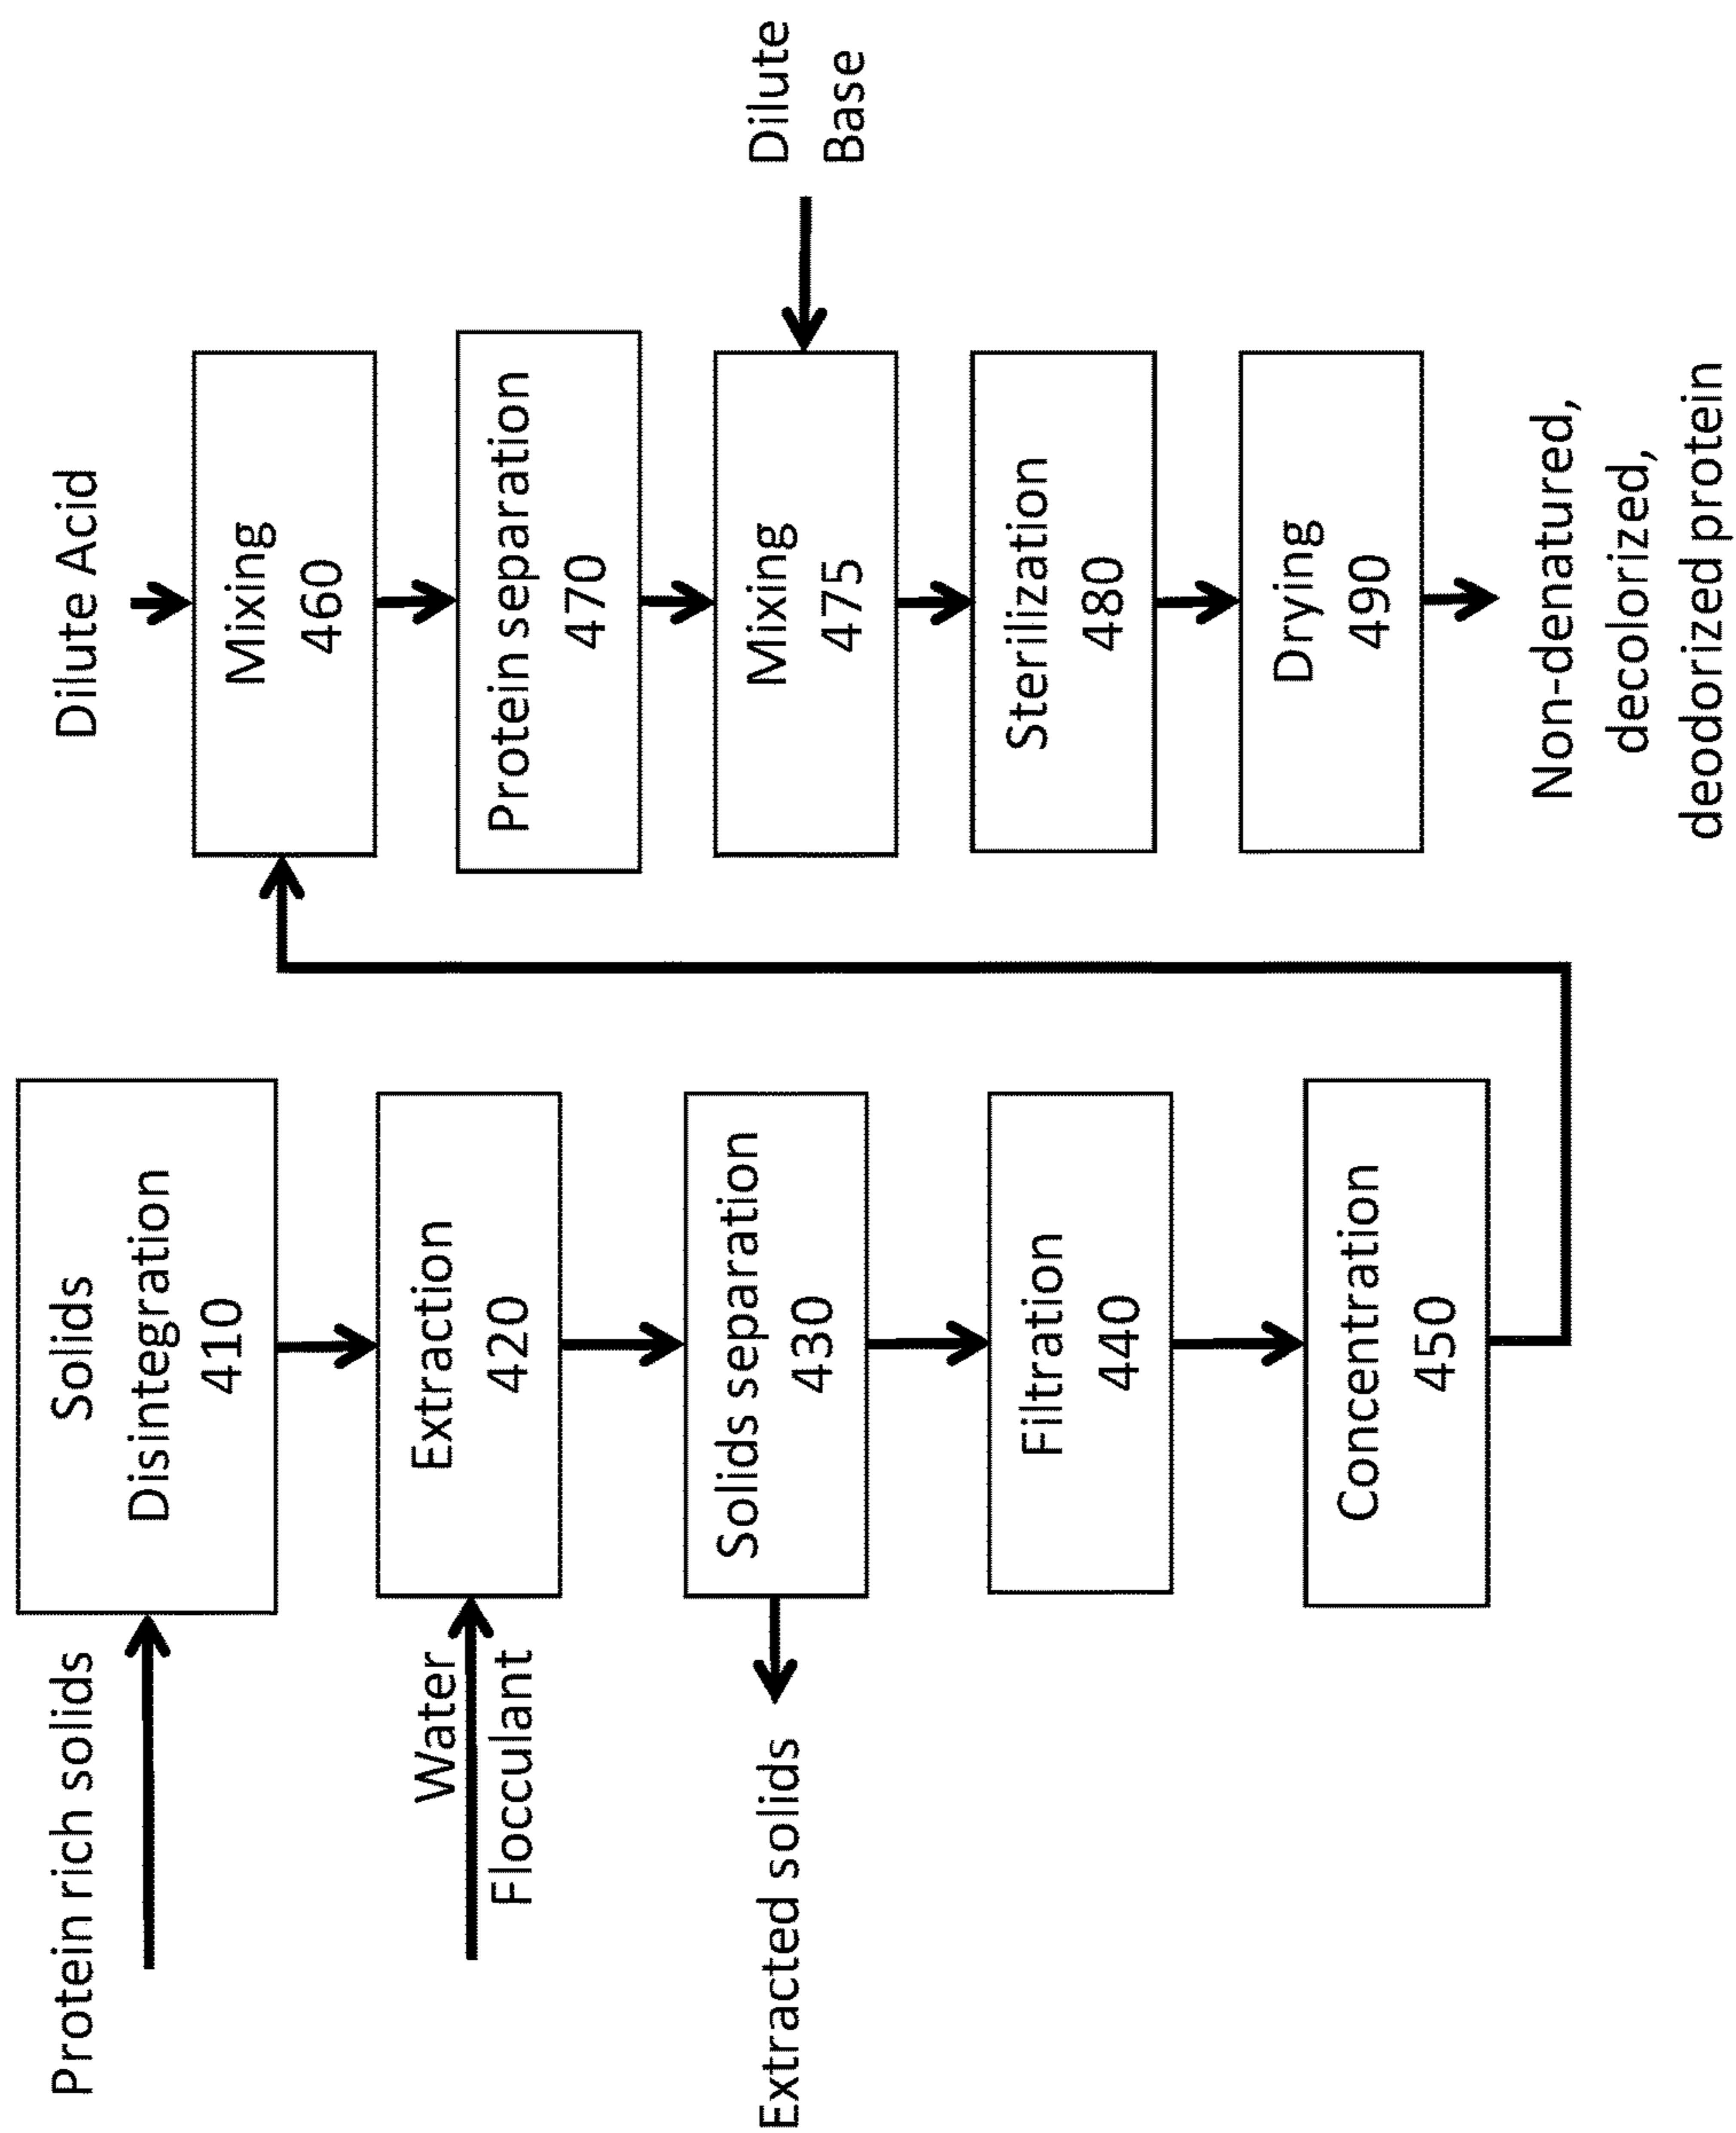 Protein rich solids
Solids
Disintegration
410
Water
Flocculant
Extraction
420
Solids separation
430
Extracted solids
Filtration
440
Concentration
450
Dilute Acid
Mixing
460
Protein separation
470
Mixing
475
Dilute
Base
Sterilization
480
Drying
490
Non-denatured,
decolorized,
deodorized protein